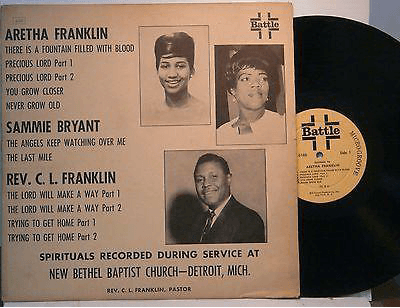 Battle
ARETHA FRANKLIN
THERE IS A FOUNTAIN FILLED WITH BLOOD
PRECIOUS LORD Part 1
PRECIOUS LORD Part 2
YOU GROW CLOSER
NEVER GROW OLD
SAMMIE BRYANT
THE ANGELS KEEP WATCHING OVER ME
THE LAST MILE
REV. C. L. FRANKLIN
THE LORD WILL MAKE A WAY Part 1
THE LORD WILL MAKE A WAY Part 2
TRYING TO GET HOME Part 1
TRYING TO GET HOME Part 2
SPIRITUALS RECORDED DURING SERVICE AT
NEW BETHEL BAPTIST CHURCH—DETROIT, MICH.
REV. C. L. FRANKLIN, PASTOR
Battle
MICROGROOVE
Side 1
ARETHA FRANKLIN